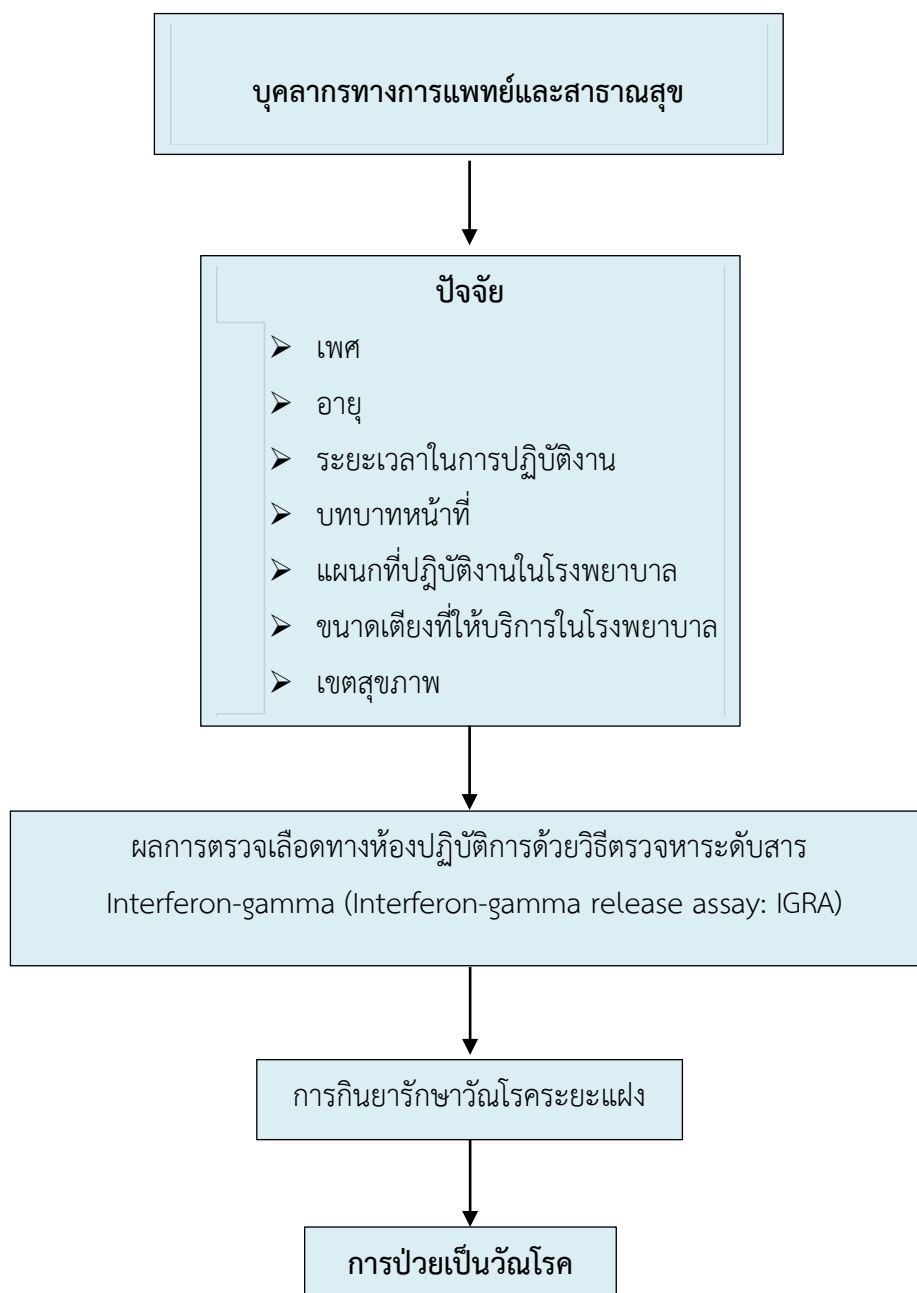 บุคลากรทางการแพทย์และสาธาณสุข
ปัจจัย
➢ เพศ
➢ อายุ
➢ ระยะเวลาในการปฏิบัติงาน
➢ บทบาทหน้าที่
➢ แผนกที่ปฎิบัติงานในโรงพยาบาล
➢ ขนาดเตียงที่ให้บริการในโรงพยาบาล
➢ เขตสุขภาพ
ผลการตรวจเลือดทางห้องปฏิบัติการด้วยวิธีตรวจหาระดับสาร
Interferon-gamma (Interferon-gamma release assay: IGRA)
การกินยารักษาวัณโรคระยะแฝง
การป่วยเป็นวัณโรค